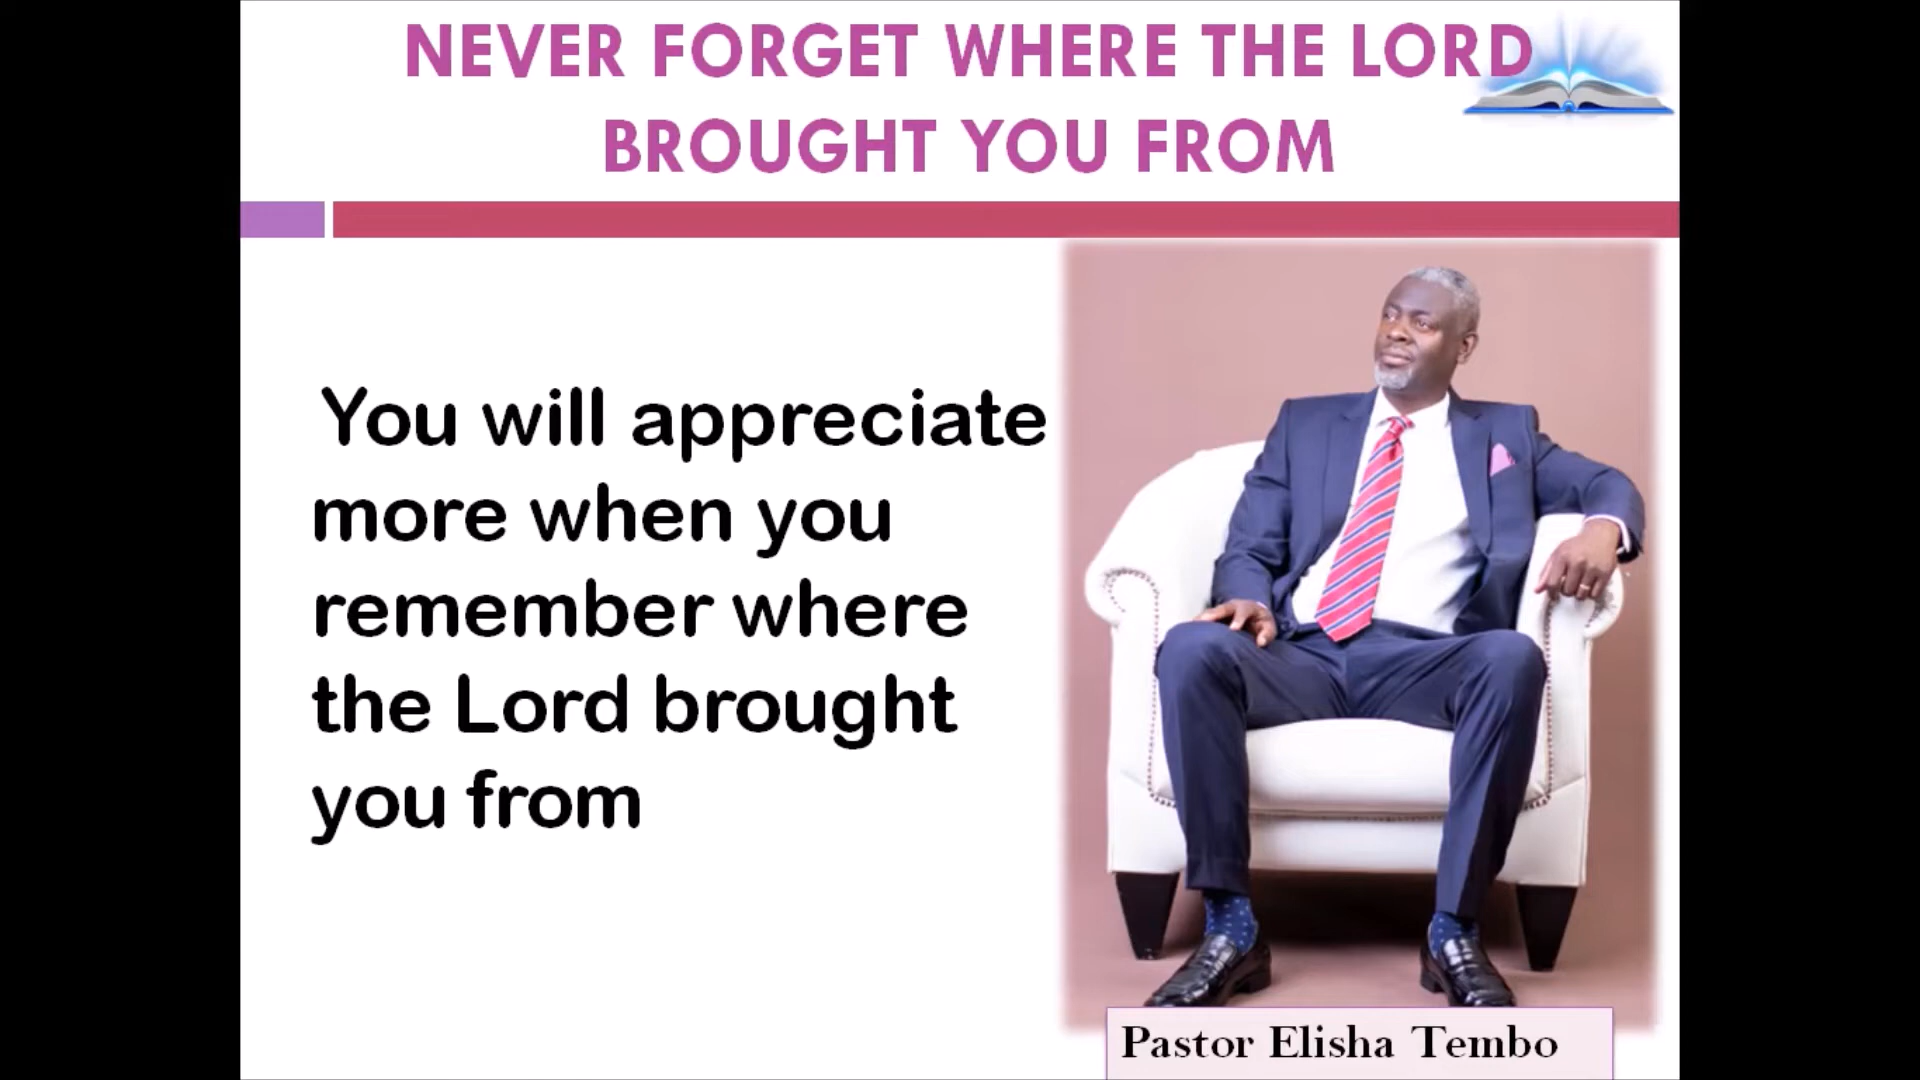 NEVER FORGET WHERE THE LORD
BROUGHT YOU FROM
You will appreciate
more when you
remember where
the Lord brought
you from
Pastor Elisha Tembo